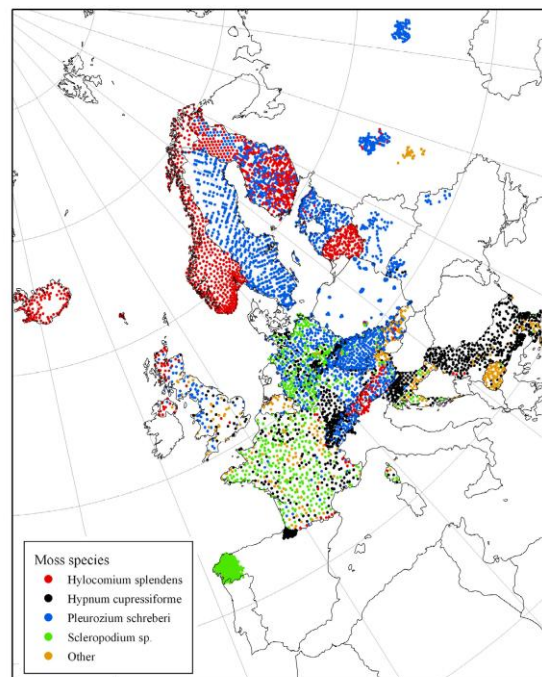 Moss species
Hylocomium splendens
Hypnum cupressiforme
Pleurozium schreberi
Scleropodium sp.
Other